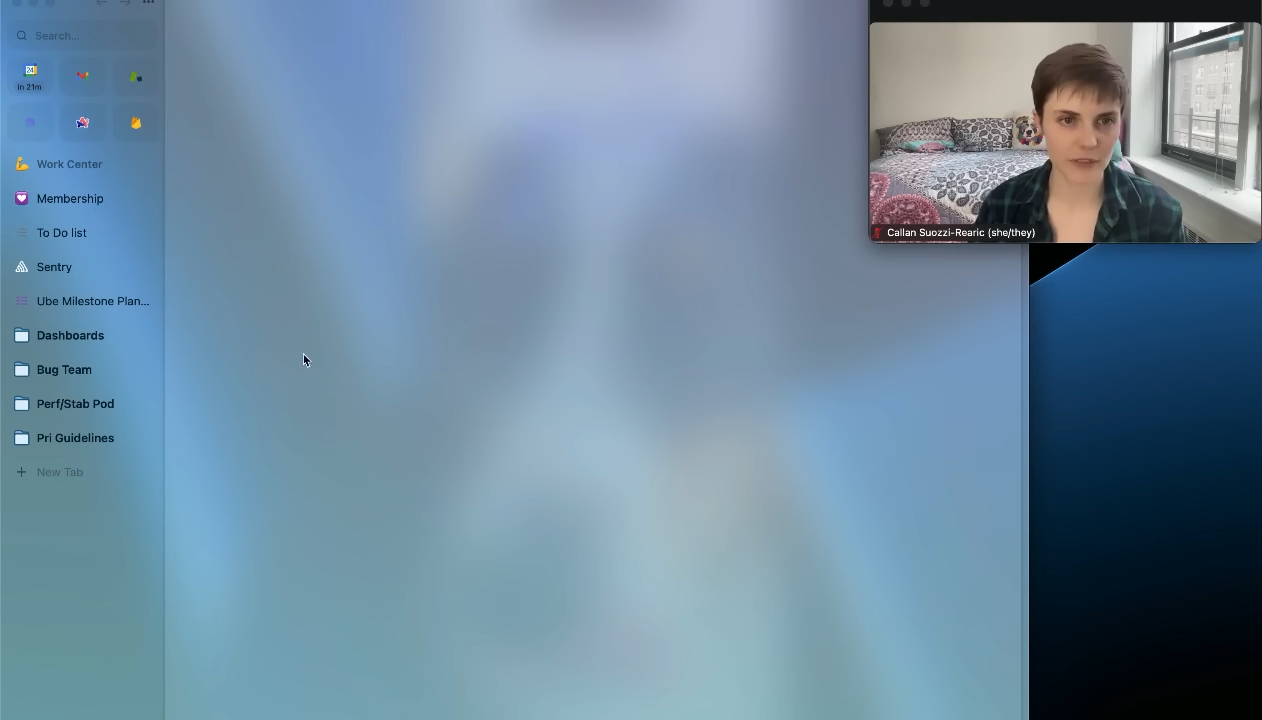 Search...
24
in 21m
Work Center
Membership
To Do list
Sentry
Ube Milestone Plan...
Dashboards
Bug Team
Perf/Stab Pod
Pri Guidelines
New Tab
Callan Suozzi-Rearic (she/they)